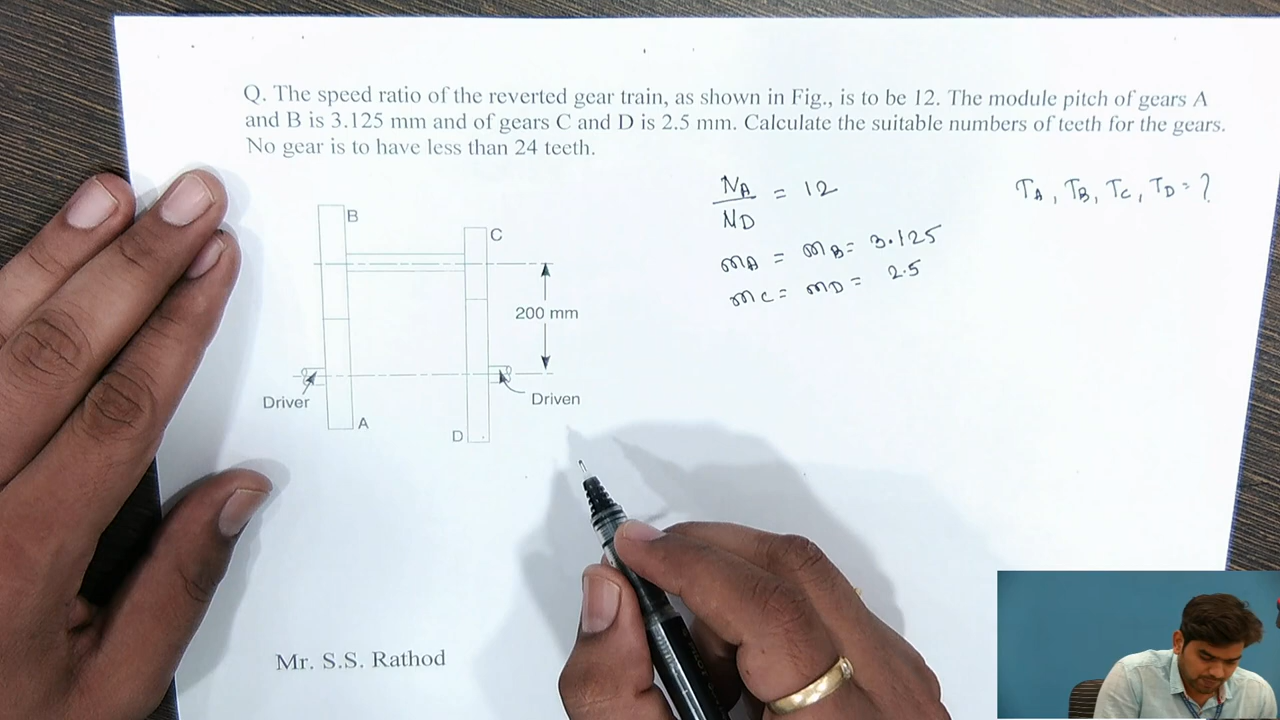 Q. The speed ratio of the reverted gear train, as shown in Fig., is to be 12. The module pitch of gears A
and B is 3.125 mm and of gears C and D is 2.5 mm. Calculate the suitable numbers of teeth for the gears.
No gear is to have less than 24 teeth.
NA/ND = 12
TA, TB, TC, TD = ?
mA = mB = 3.125
mC = mD = 2.5
B
C
200 mm
Driver
A
D
Driven
Mr. S.S. Rathod